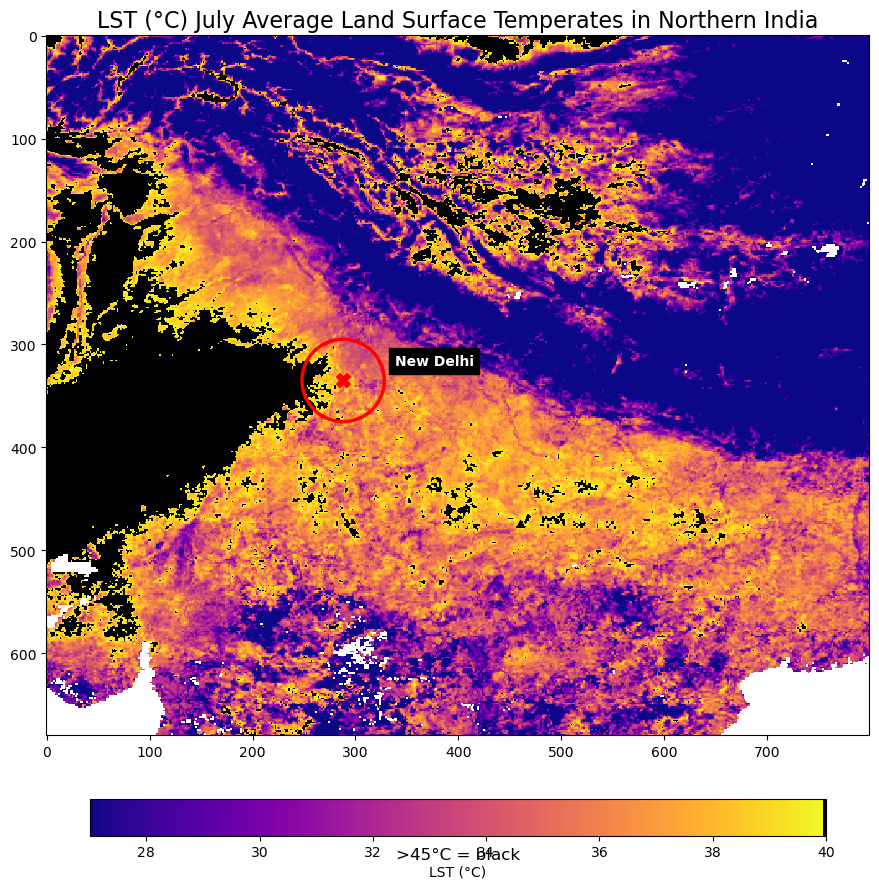 LST (°C) July Average Land Surface Temperates in Northern India
0
100
200
300
400
500
600
New Delhi
0 100 200 300 400 500 600 700
28 30 32 34 36 38 40
>45°C = black
LST (°C)